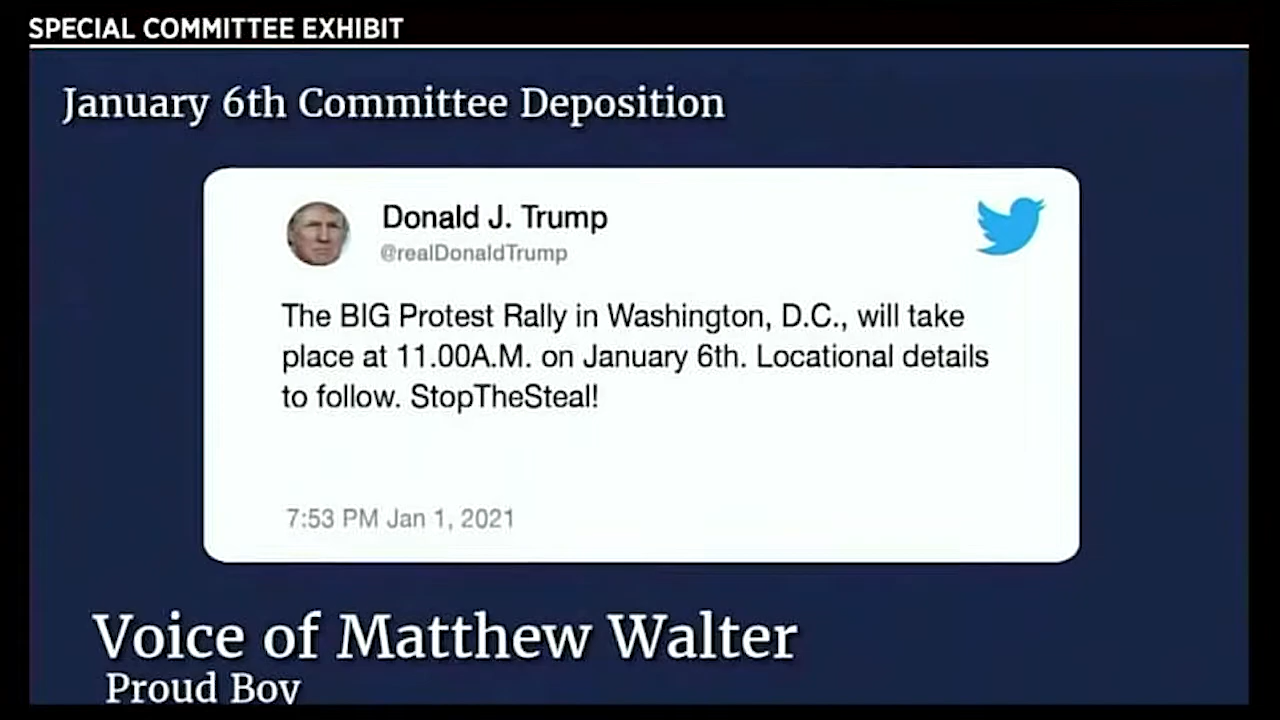 SPECIAL COMMITTEE EXHIBIT
January 6th Committee Deposition
Donald J. Trump
@realDonaldTrump
The BIG Protest Rally in Washington, D.C., will take
place at 11.00A.M. on January 6th. Locational details
to follow. StopTheSteal!
7:53 PM Jan 1, 2021
Voice of Matthew Walter
Proud Boy